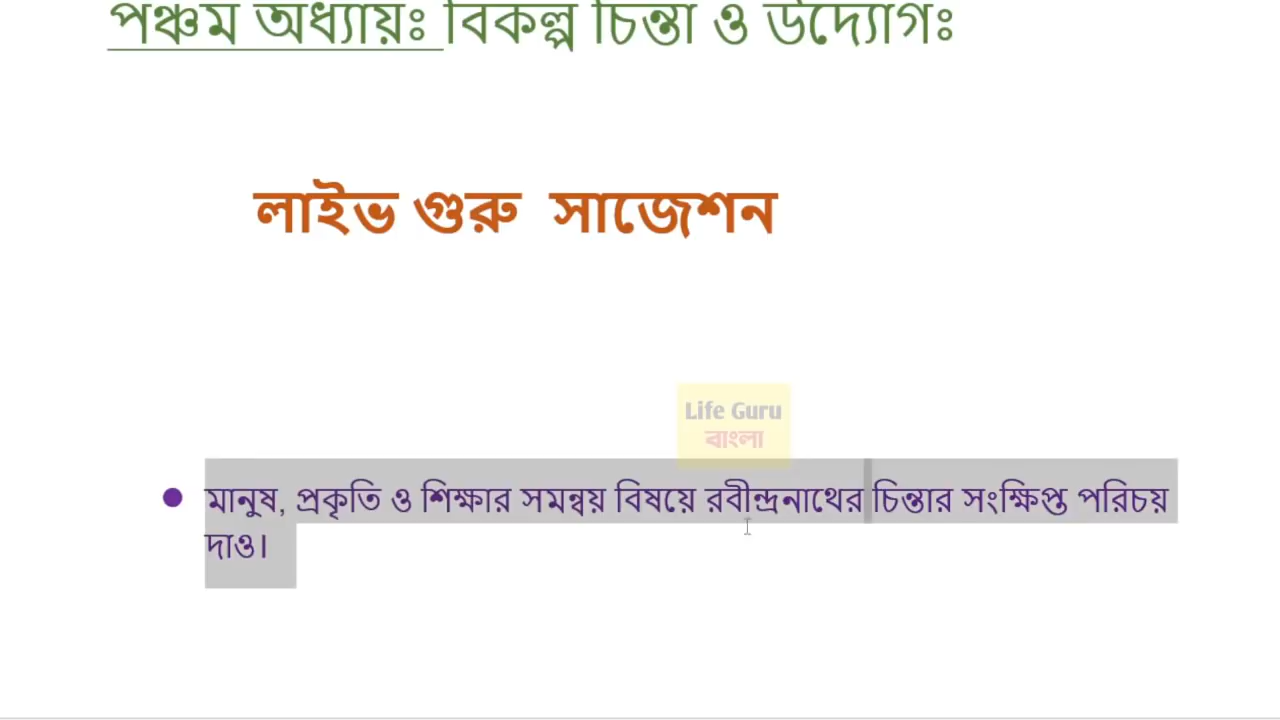 পঞ্চম অধ্যায়ঃ বিকল্প চিন্তা ও উদ্যোগঃ
লাইভ গুরু সাজেশন
Life Guru
বাংলা
মানুষ, প্রকৃতি ও শিক্ষার সমন্বয় বিষয়ে রবীন্দ্রনাথের চিন্তার সংক্ষিপ্ত পরিচয়
দাও।